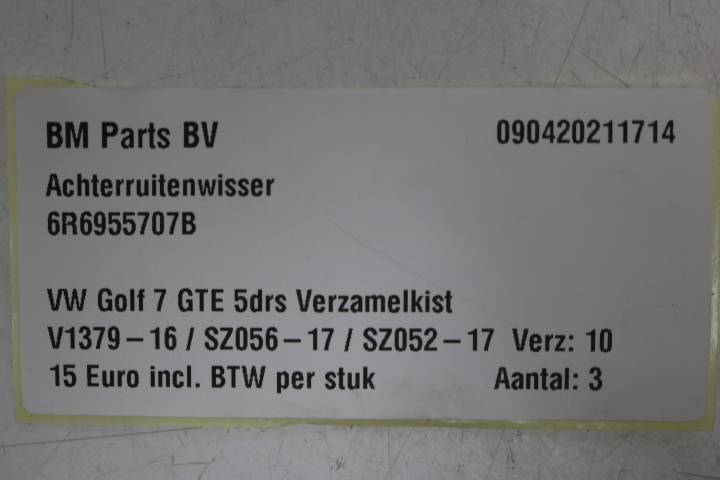 BM Parts BV 090420211714
Achterruitenwisser
6R6955707B
VW Golf 7 GTE 5drs Verzamelkist
V1379-16 / SZ056-17 / SZ052-17 Verz: 10
15 Euro incl. BTW per stuk Aantal: 3